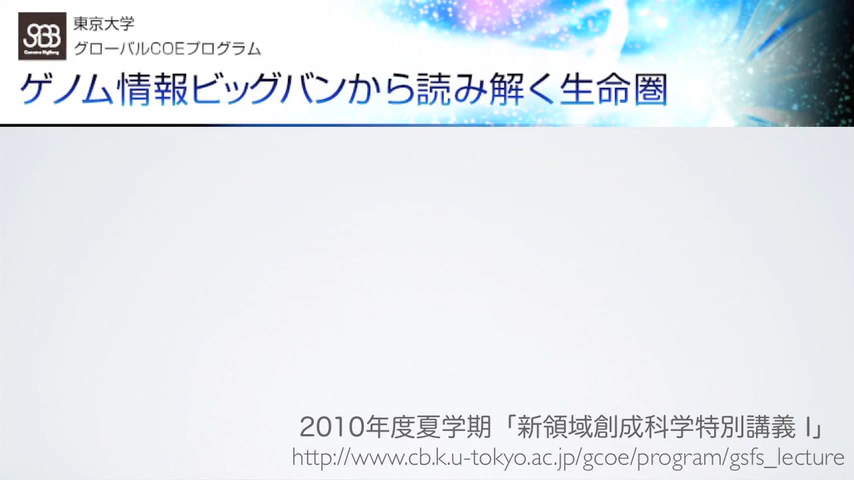 東京大学
グローバルCOEプログラム
ゲノム情報ビッグバンから読み解く生命圏
2010年度夏学期「新領域創成科学特別講義 I」
http://www.cb.k.u-tokyo.ac.jp/gcoe/program/gsfs_lecture